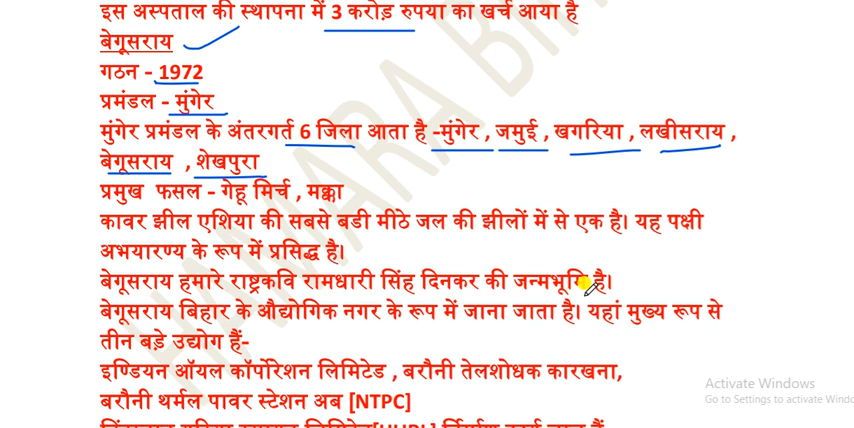 इस अस्पताल की स्थापना में 3 करोड़ रुपया का खर्च आया है
बेगूसराय
गठन - 1972
प्रमंडल - मुंगेर
मुंगेर प्रमंडल के अंतरगर्त 6 जिला आता है -मुंगेर , जमुई , खगरिया , लखीसराय ,
बेगूसराय , शेखपुरा
प्रमुख फसल - गेहू मिर्च , मक्का
कावर झील एशिया की सबसे बडी मीठे जल की झीलों में से एक है। यह पक्षी
अभयारण्य के रूप में प्रसिद्ध है।
बेगूसराय हमारे राष्ट्रकवि रामधारी सिंह दिनकर की जन्मभूमि है।
बेगूसराय बिहार के औद्योगिक नगर के रूप में जाना जाता है। यहां मुख्य रूप से
तीन बड़े उद्योग हैं-
इण्डियन ऑयल कॉर्पोरेशन लिमिटेड , बरौनी तेलशोधक कारखना,
बरौनी थर्मल पावर स्टेशन अब [NTPC]
HAMARA
Activate Windows
Go to Settings to activate Windo